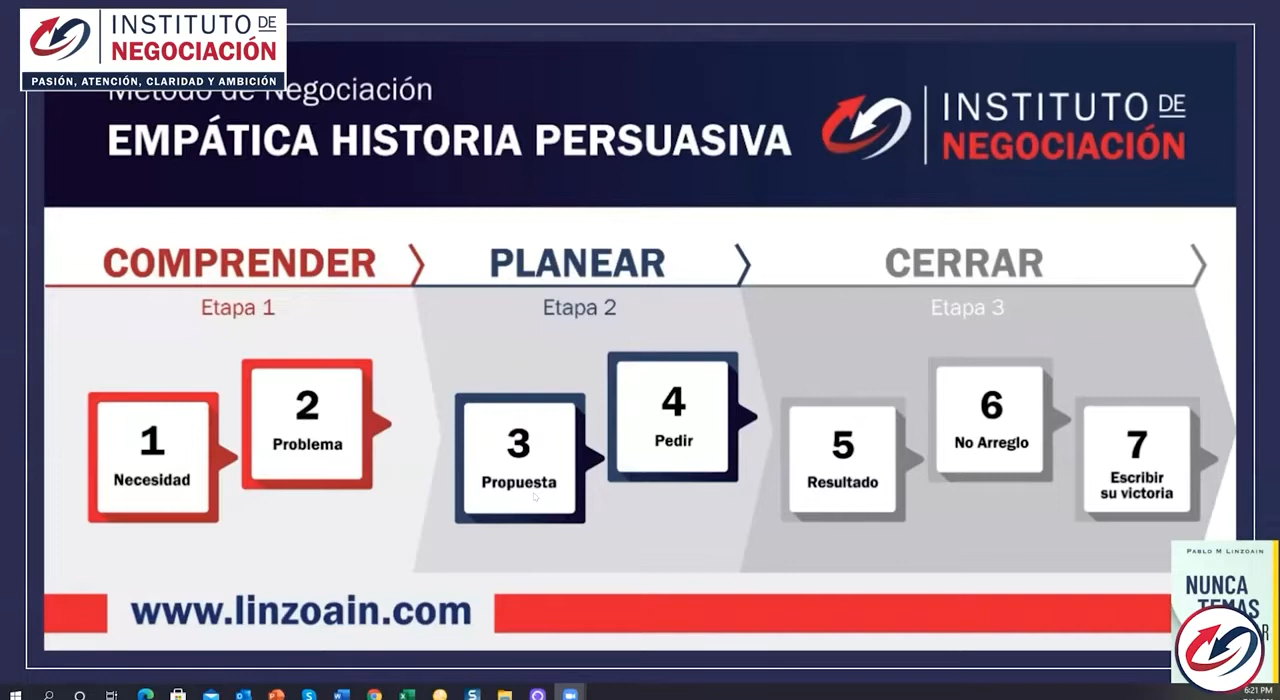 INSTITUTO DE
NEGOCIACIÓN
PASIÓN, ATENCIÓN, CLARIDAD Y AMBICIÓN
Método de Negociación
EMPÁTICA HISTORIA PERSUASIVA
INSTITUTO DE
NEGOCIACIÓN
COMPRENDER
PLANEAR
CERRAR
Etapa 1
Etapa 2
Etapa 3
1
Necesidad
2
Problema
3
Propuesta
4
Pedir
5
Resultado
6
No Arreglo
7
Escribir
su victoria
www.linzoain.com
PABLO M LINZOAIN
NUNCA
TEMAS
R
6:21 PM